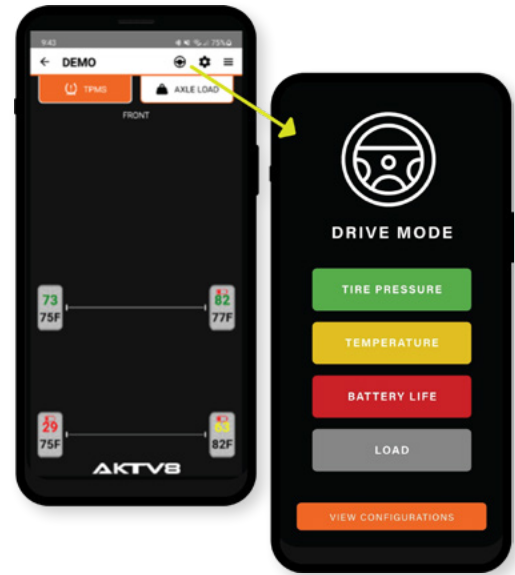 9:43
75%
DEMO
TPMS
AXLE LOAD
FRONT
73
75F
82
77F
29
75F
63
82F
AKTV8
DRIVE MODE
TIRE PRESSURE
TEMPERATURE
BATTERY LIFE
LOAD
VIEW CONFIGURATIONS